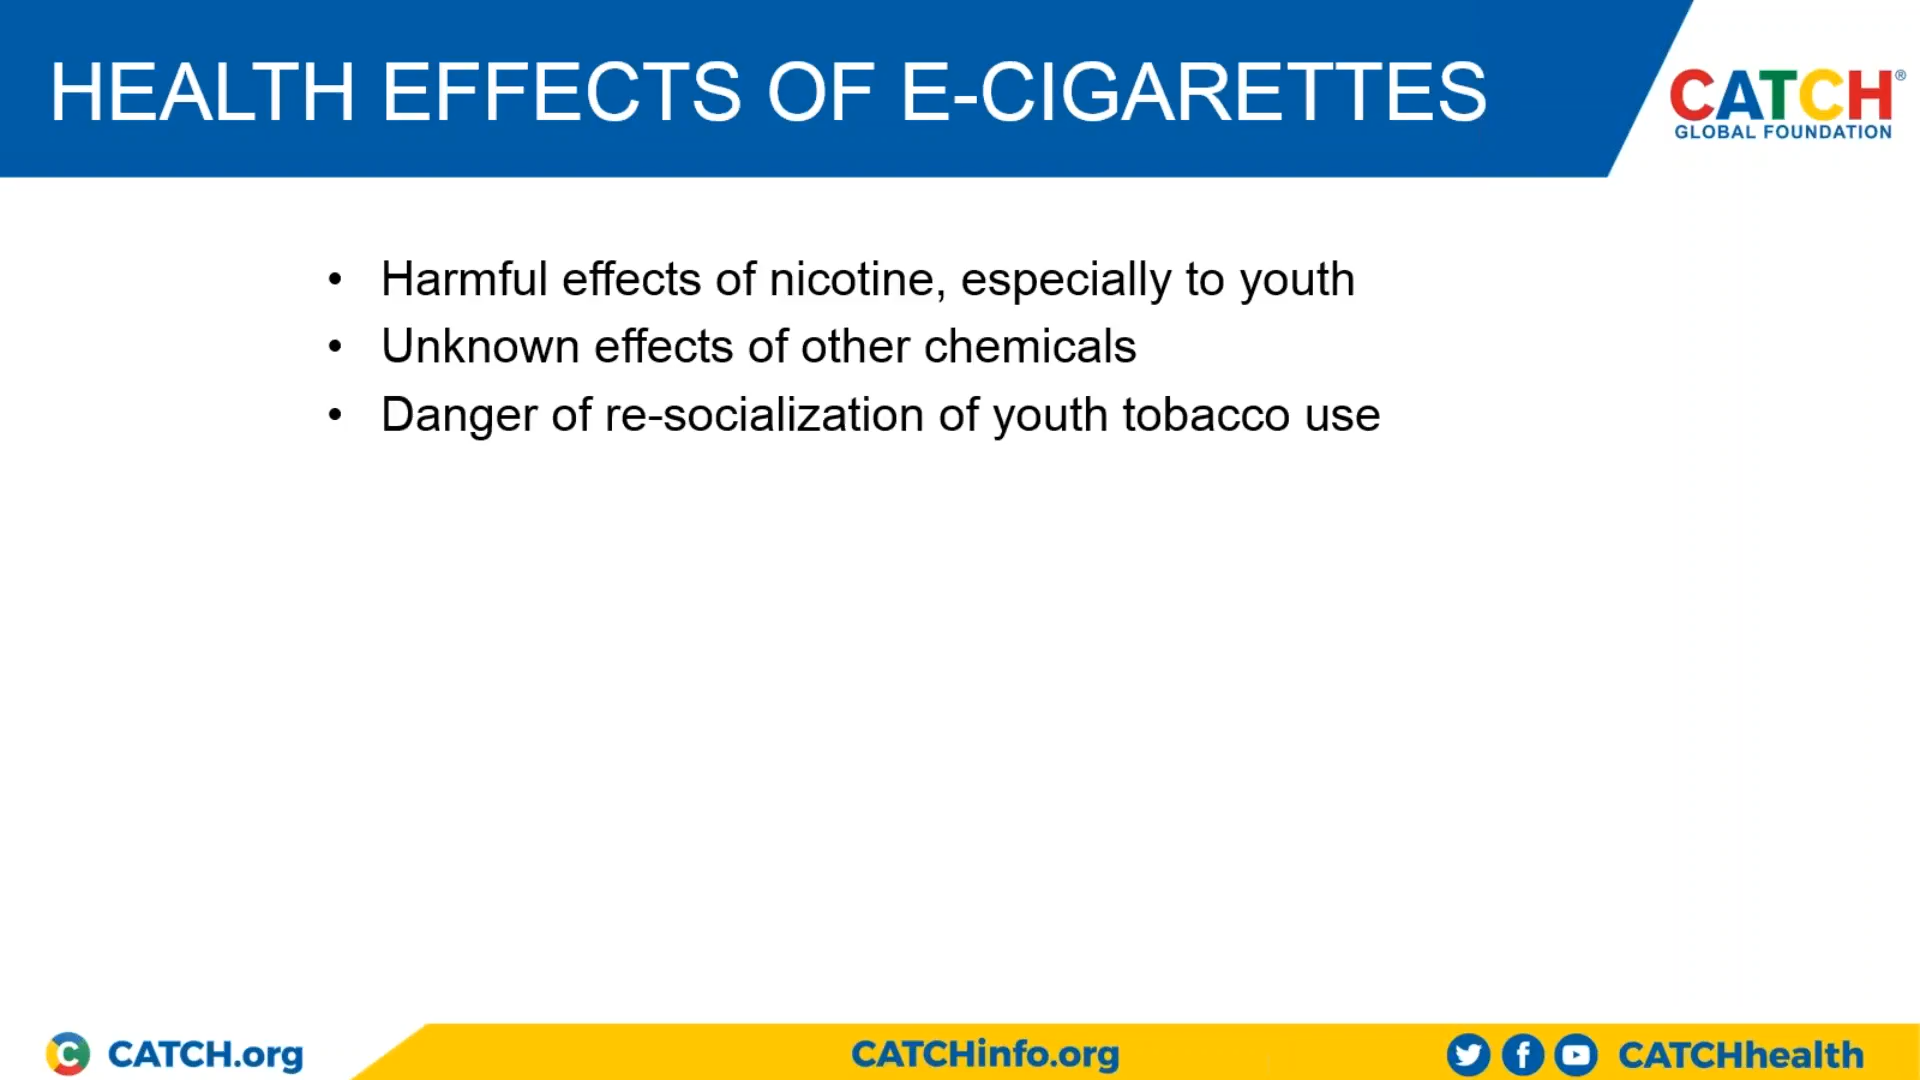 HEALTH EFFECTS OF E-CIGARETTES
CATCH®
GLOBAL FOUNDATION
• Harmful effects of nicotine, especially to youth
• Unknown effects of other chemicals
• Danger of re-socialization of youth tobacco use
C CATCH.org
CATCHinfo.org
CATCHhealth